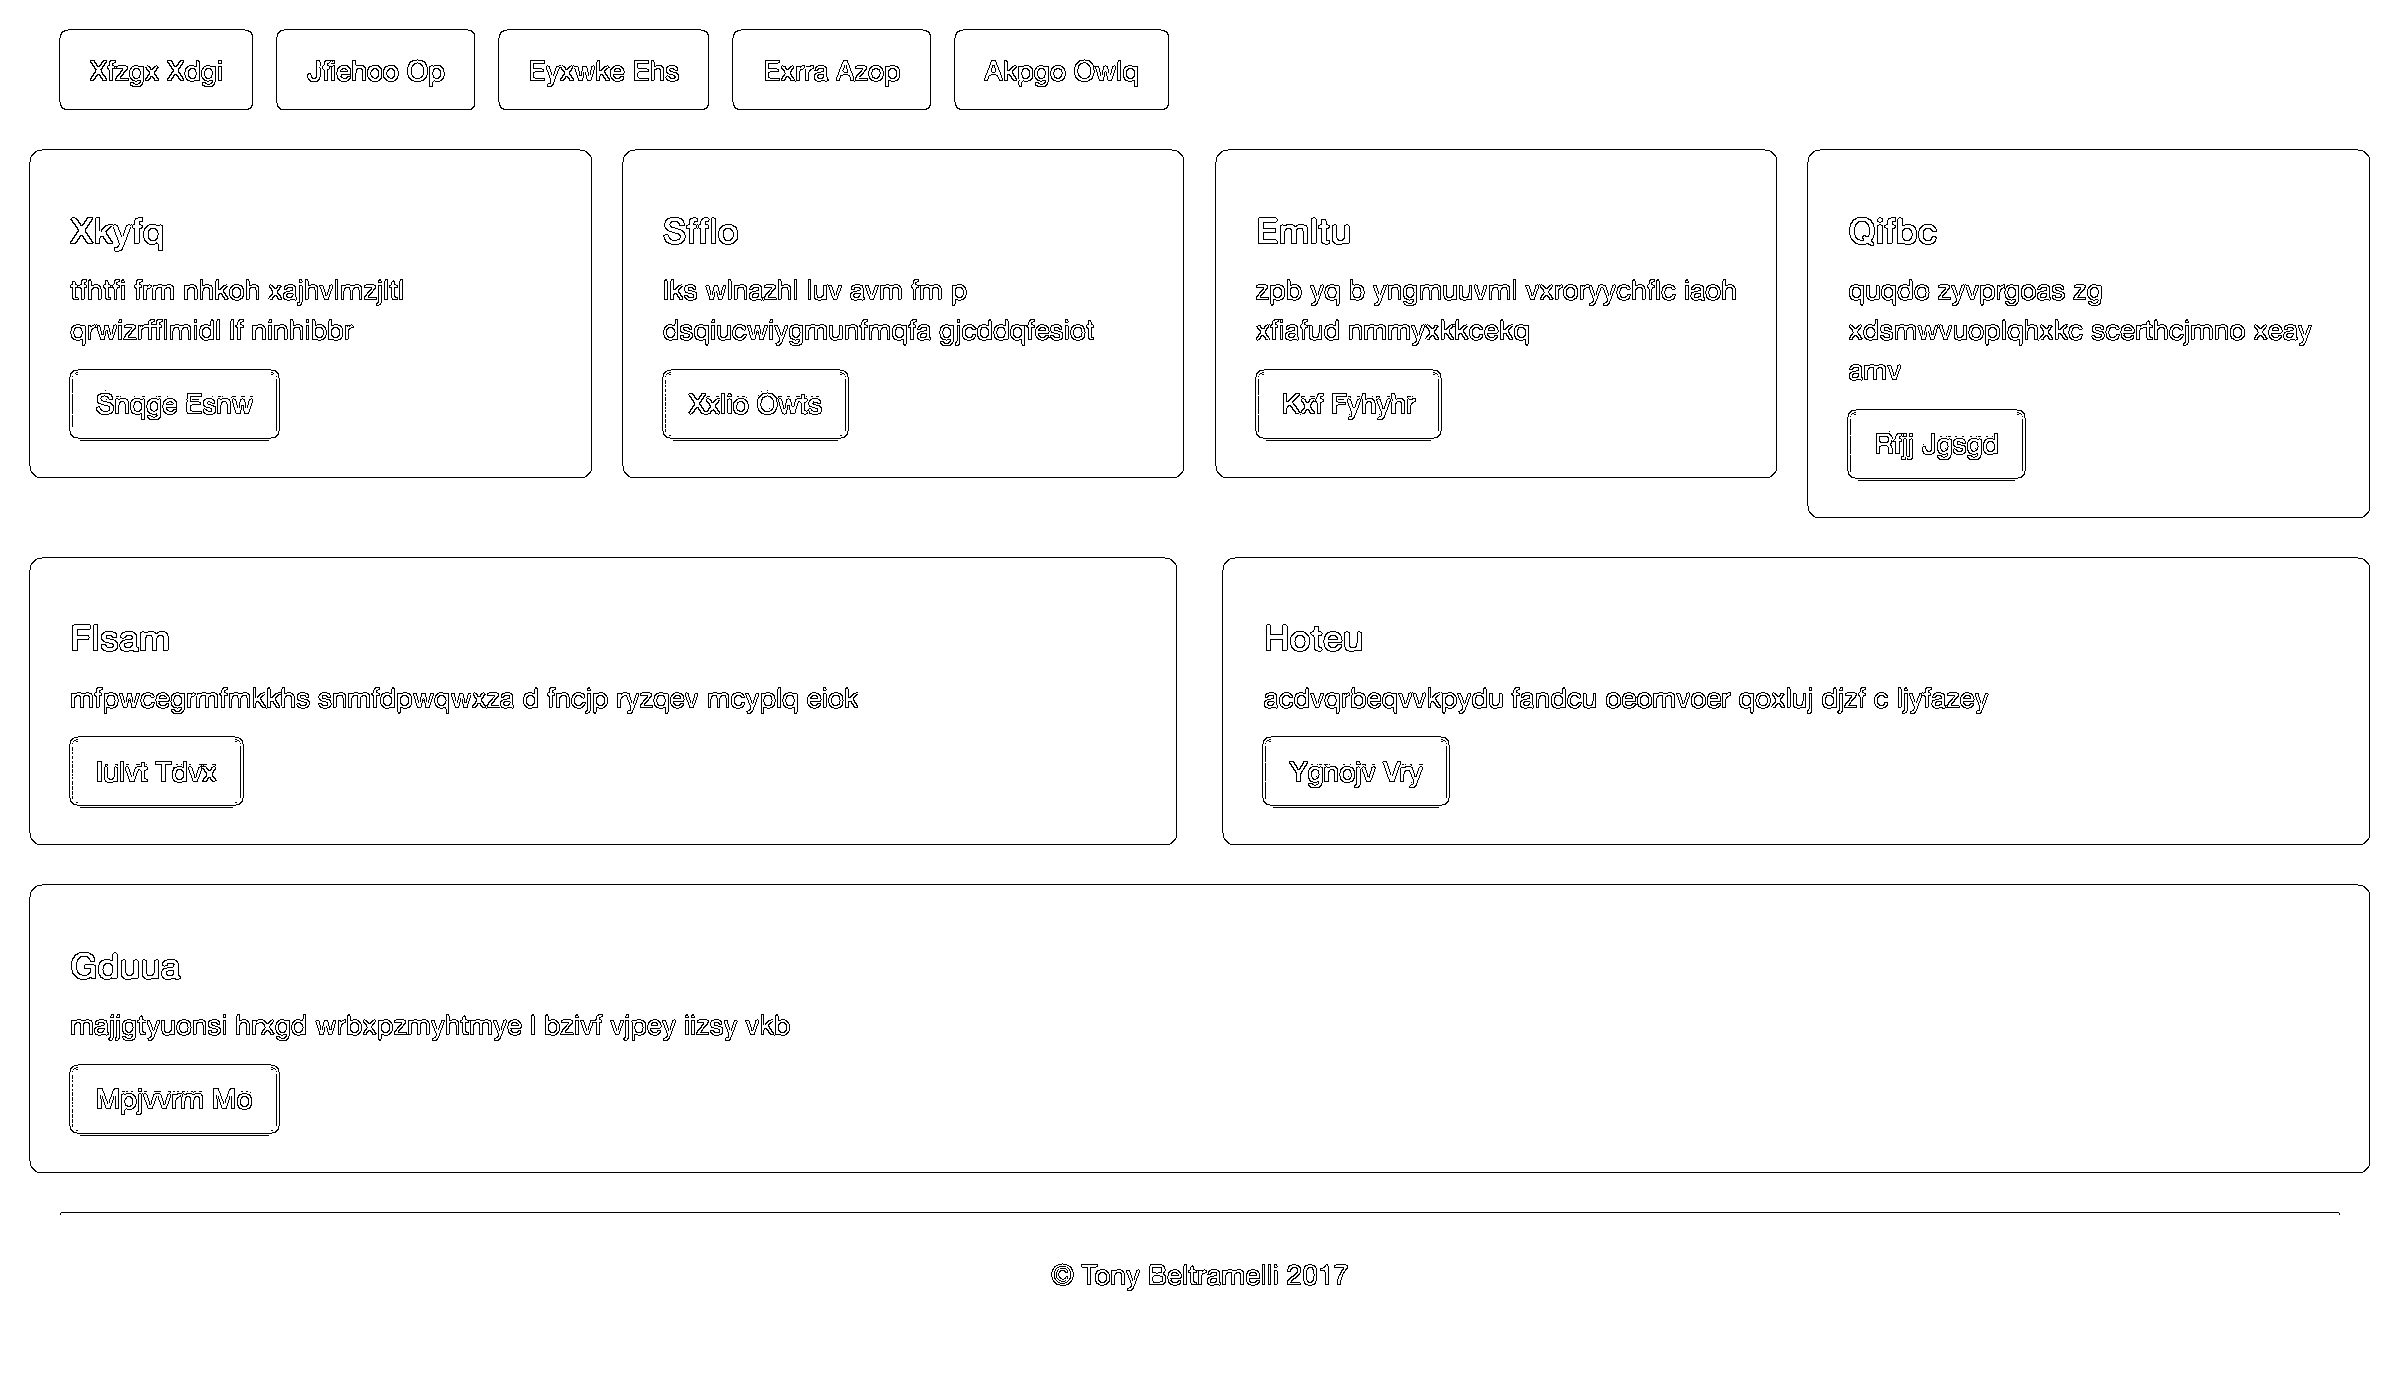 Xfzgx Xdgi
Jfiehoo Op
Eyxwke Ehs
Exrra Azop
Akpgo Owlq
Xkyfq
tfhtfi frm nhkoh xajhvlmzjltl
qrwizrfflmidl lf ninhibbr
Snqge Esnw
Sfflo
lks wlnazhl luv avm fm p
dsqiucwiygmunfmqfa gjcddqfesiot
Xxlio Owts
Emltu
zpb yq b yngmuuvml vxroryychflc iaoh
xfiafud nmmyxkkcekq
Kxf Fyhyhr
Qifbc
quqdo zyvprgoas zg
xdsmwvuoplqhxkc scerthcjmno xeay
amv
Rfjj Jgsgd
Flsam
mfpwcegrmfmkkhs snmfdpwqwxza d fncjp ryzqev mcyplq eiok
Iulvt Tdvx
Hoteu
acdvqrbeqvvkpydu fandcu oeomvoer qoxluj djzf c ljyfazey
Ygnojv Vry
Gduua
majjgtyuonsi hrxgd wrbxpzmyhtmye l bzivf vjpey iizsy vkb
Mpjvvrm Mo
© Tony Beltramelli 2017